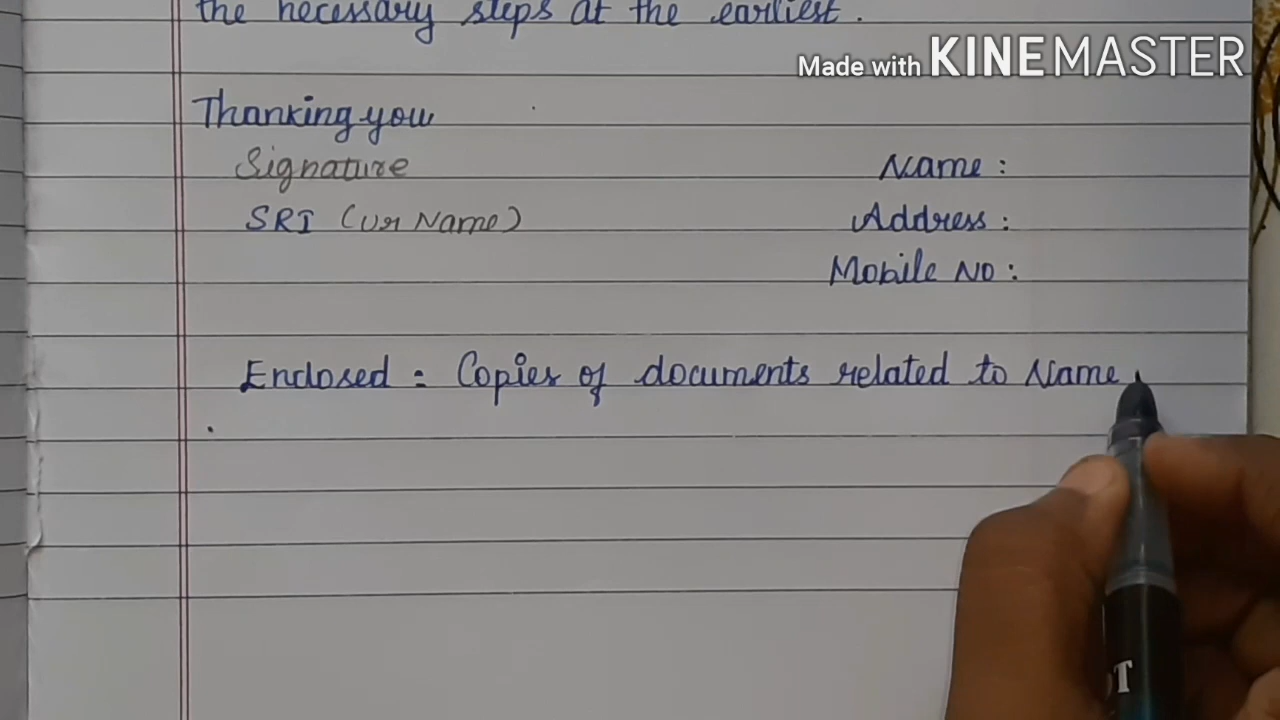 the necessary steps at the earliest.
Made with KINEMASTER
Thanking you
Signature
Name :
SRI (Ur Name)
Address :
Mobile No :
Enclosed : Copies of documents related to Name
T